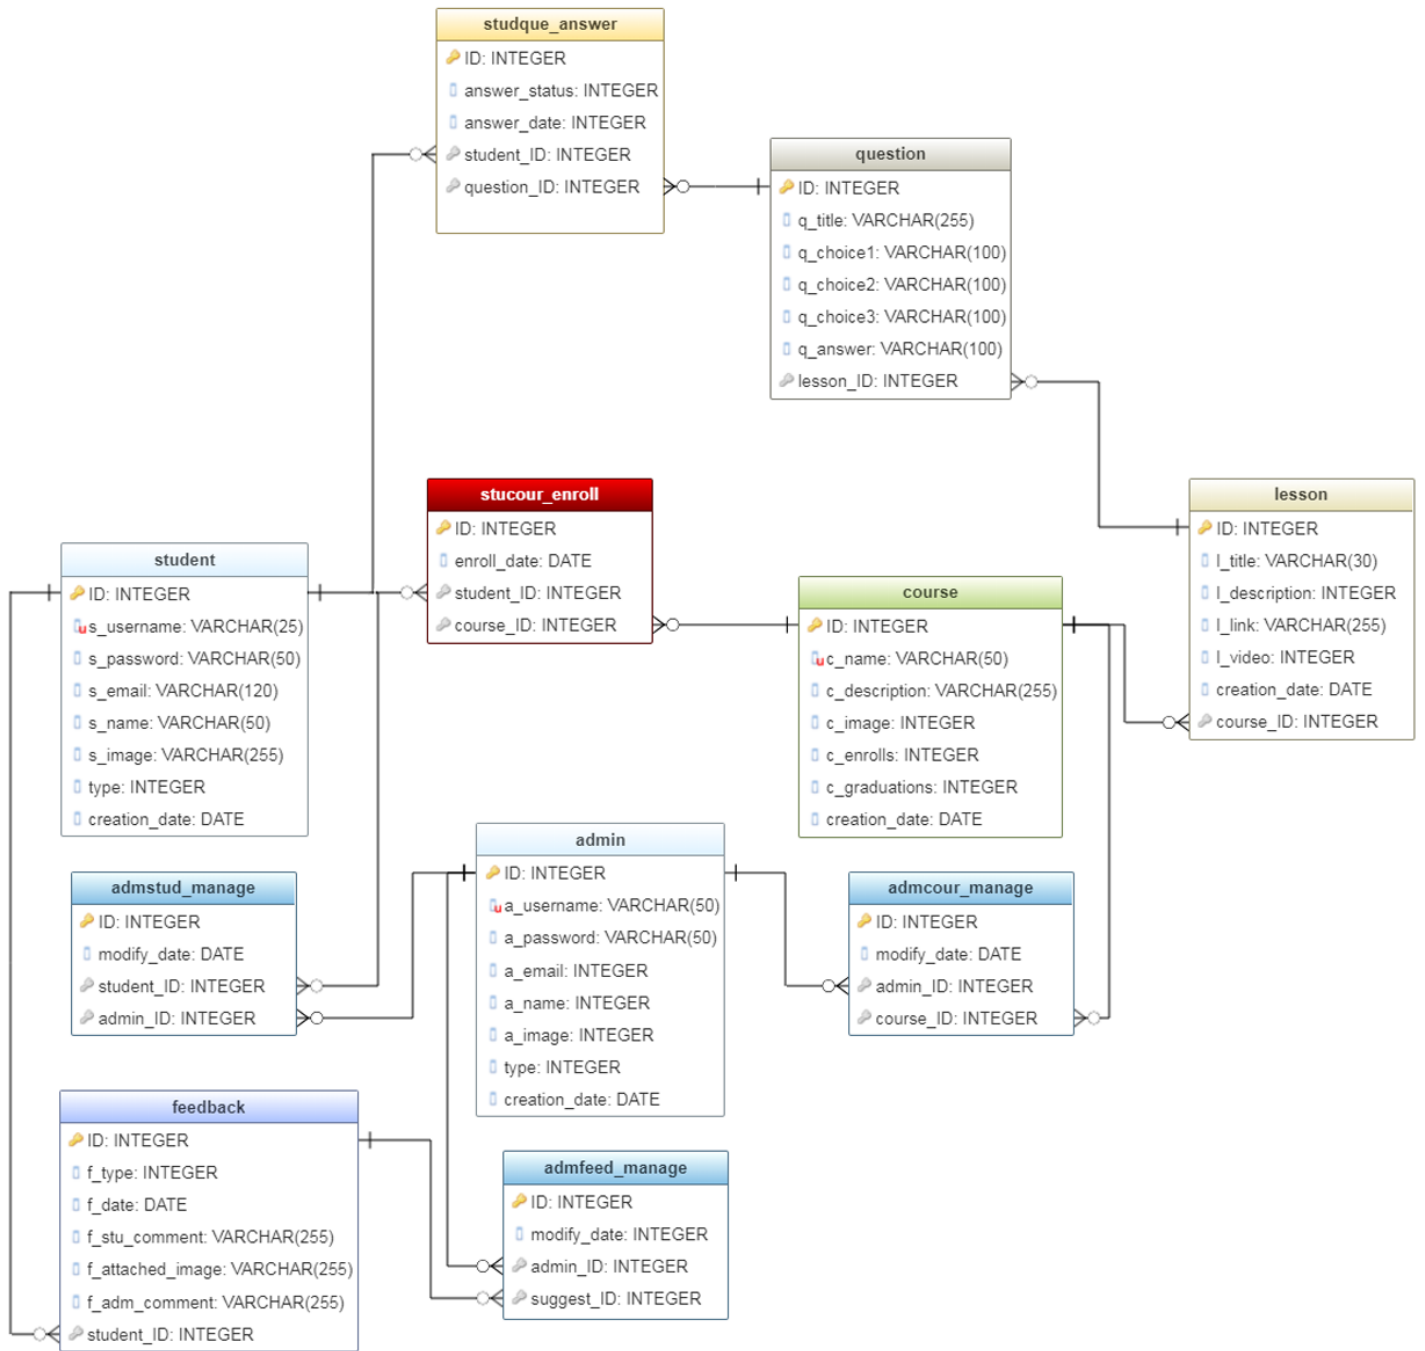 studque_answer
ID: INTEGER
answer_status: INTEGER
answer_date: INTEGER
student_ID: INTEGER
question_ID: INTEGER
question
ID: INTEGER
q_title: VARCHAR(255)
q_choice1: VARCHAR(100)
q_choice2: VARCHAR(100)
q_choice3: VARCHAR(100)
q_answer: VARCHAR(100)
lesson_ID: INTEGER
stucour_enroll
ID: INTEGER
enroll_date: DATE
student_ID: INTEGER
course_ID: INTEGER
lesson
ID: INTEGER
l_title: VARCHAR(30)
l_description: INTEGER
l_link: VARCHAR(255)
l_video: INTEGER
creation_date: DATE
course_ID: INTEGER
student
ID: INTEGER
s_username: VARCHAR(25)
s_password: VARCHAR(50)
s_email: VARCHAR(120)
s_name: VARCHAR(50)
s_image: VARCHAR(255)
type: INTEGER
creation_date: DATE
course
ID: INTEGER
c_name: VARCHAR(50)
c_description: VARCHAR(255)
c_image: INTEGER
c_enrolls: INTEGER
c_graduations: INTEGER
creation_date: DATE
admin
ID: INTEGER
a_username: VARCHAR(50)
a_password: VARCHAR(50)
a_email: INTEGER
a_name: INTEGER
a_image: INTEGER
type: INTEGER
creation_date: DATE
admstud_manage
ID: INTEGER
modify_date: DATE
student_ID: INTEGER
admin_ID: INTEGER
admcour_manage
ID: INTEGER
modify_date: DATE
admin_ID: INTEGER
course_ID: INTEGER
feedback
ID: INTEGER
f_type: INTEGER
f_date: DATE
f_stu_comment: VARCHAR(255)
f_attached_image: VARCHAR(255)
f_adm_comment: VARCHAR(255)
student_ID: INTEGER
admfeed_manage
ID: INTEGER
modify_date: INTEGER
admin_ID: INTEGER
suggest_ID: INTEGER